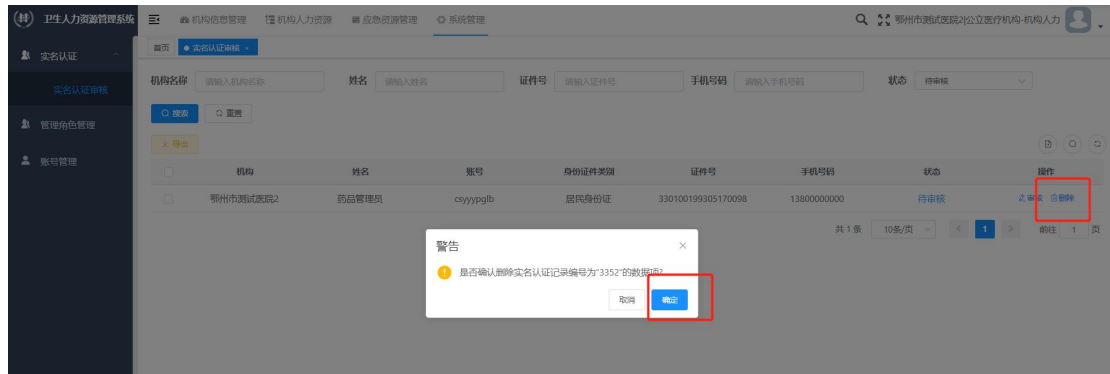 卫生人力资源管理系统 机构信息管理 机构人力资源 应急资源管理 系统管理 鄂州市测试医院2|公立医疗机构-机构人力
实名认证 首页 实名认证审核 ×
实名认证审核 机构名称 请输入机构名称 姓名 请输入姓名 证件号 请输入证件号 手机号码 请输入手机号码 状态 待审核
管理角色管理 搜索 重置
导出
账号管理
机构 姓名 账号 身份证件类别 证件号 手机号码 状态 操作
鄂州市测试医院2 药品管理员 csyyypglb 居民身份证 330100199305170098 13800000000 待审核 审核 删除
共 1 条 10条/页 < 1 > 前往 1 页
警告 ×
是否确认删除实名认证记录编号为"3352"的数据项?
取消 确定